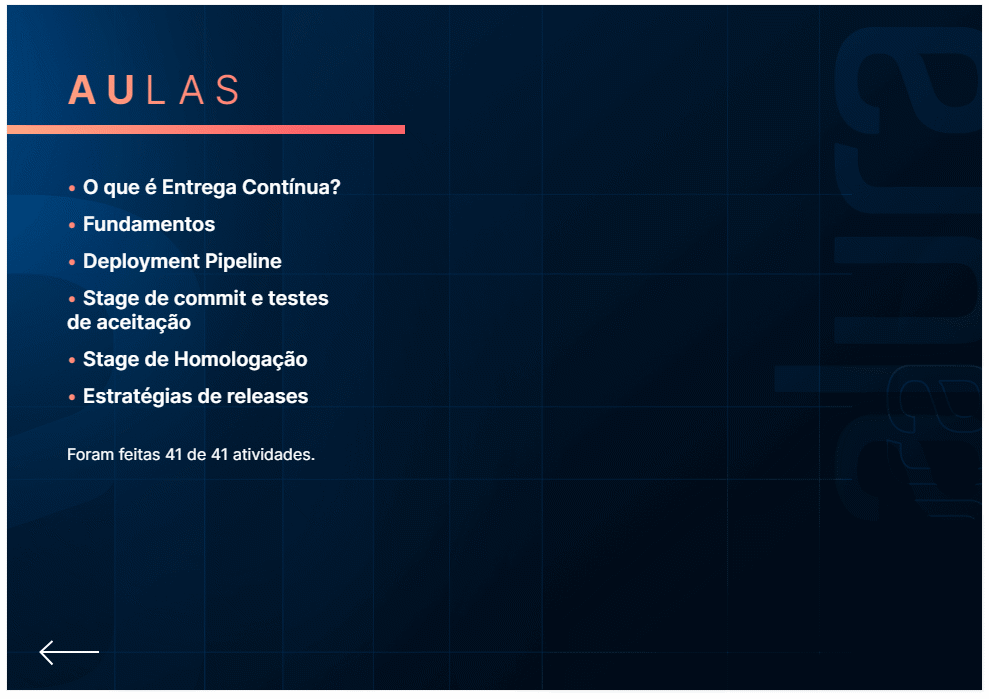 AULAS
• O que é Entrega Contínua?
• Fundamentos
• Deployment Pipeline
• Stage de commit e testes
de aceitação
• Stage de Homologação
• Estratégias de releases
Foram feitas 41 de 41 atividades.
alura